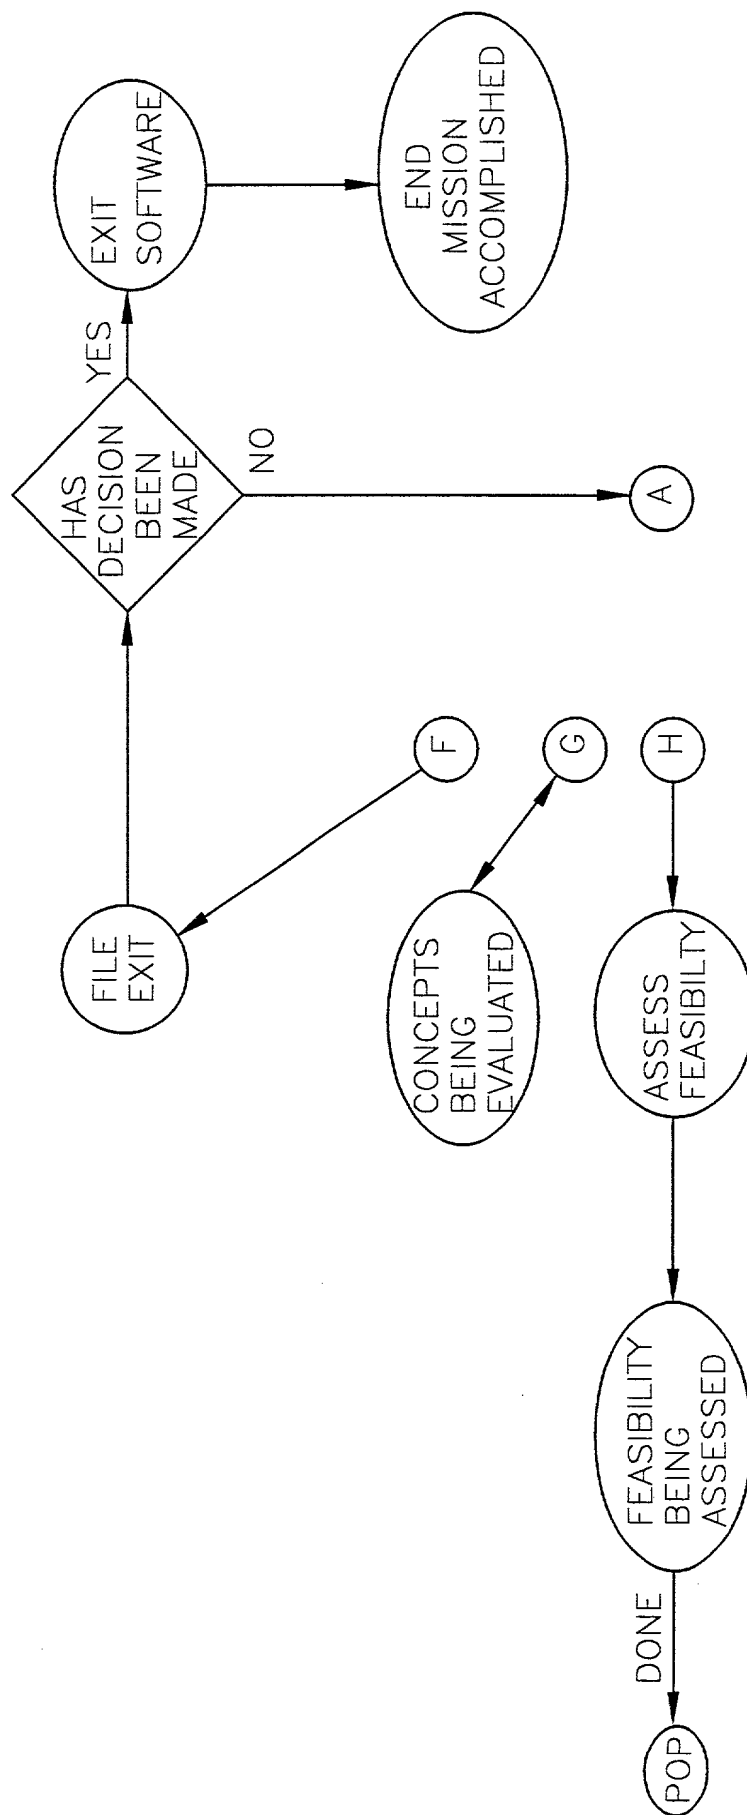 FILE
EXIT
HAS
DECISION
BEEN
MADE
YES
EXIT
SOFTWARE
NO
END
MISSION
ACCOMPLISHED
F
A
CONCEPTS
BEING
EVALUATED
G
POP
DONE
FEASIBILITY
BEING
ASSESSED
ASSESS
FEASIBILTY
H